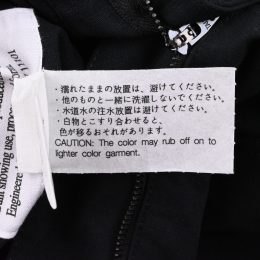 ・濡れたままの放置は、避けてください。
・他のものと一緒に洗濯しないでください。
・水道水の注水放置は、避けてください。
・白物とこすり合わせると、
色が移るおそれがあります。
CAUTION: The color may rub off on to
lighter color garment.
showing use, proc
Engineere